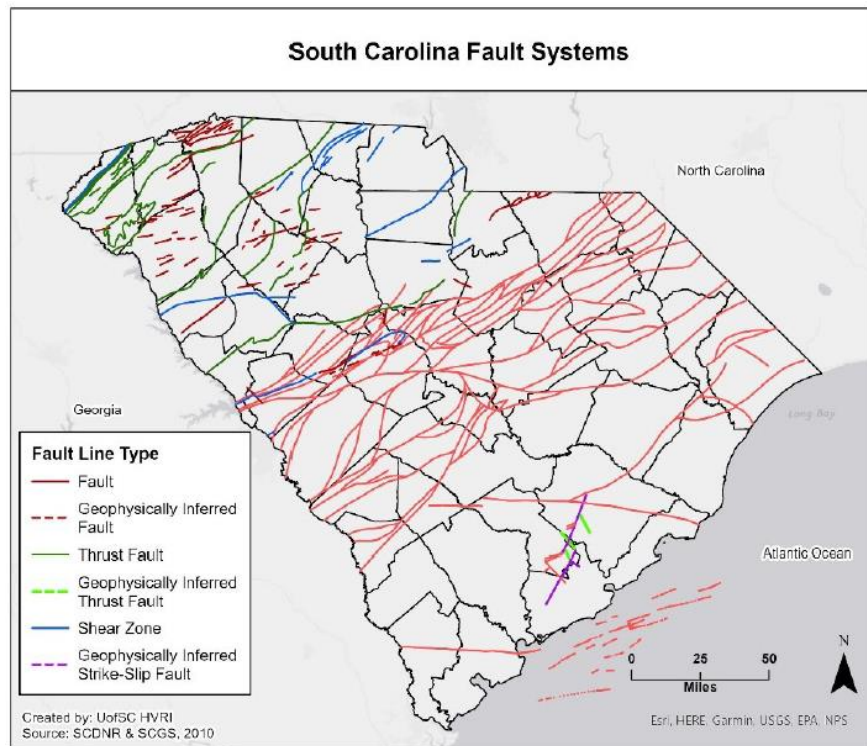 South Carolina Fault Systems
North Carolina
Georgia
Long Bay
Atlantic Ocean
Fault Line Type
Fault
Geophysically Inferred
Fault
Thrust Fault
Geophysically Inferred
Thrust Fault
Shear Zone
Geophysically Inferred
Strike-Slip Fault
N
0 25 50
Miles
Created by: UofSC HVRI
Source: SCDNR & SCGS, 2010
Esri, HERE, Garmin, USGS, EPA, NPS